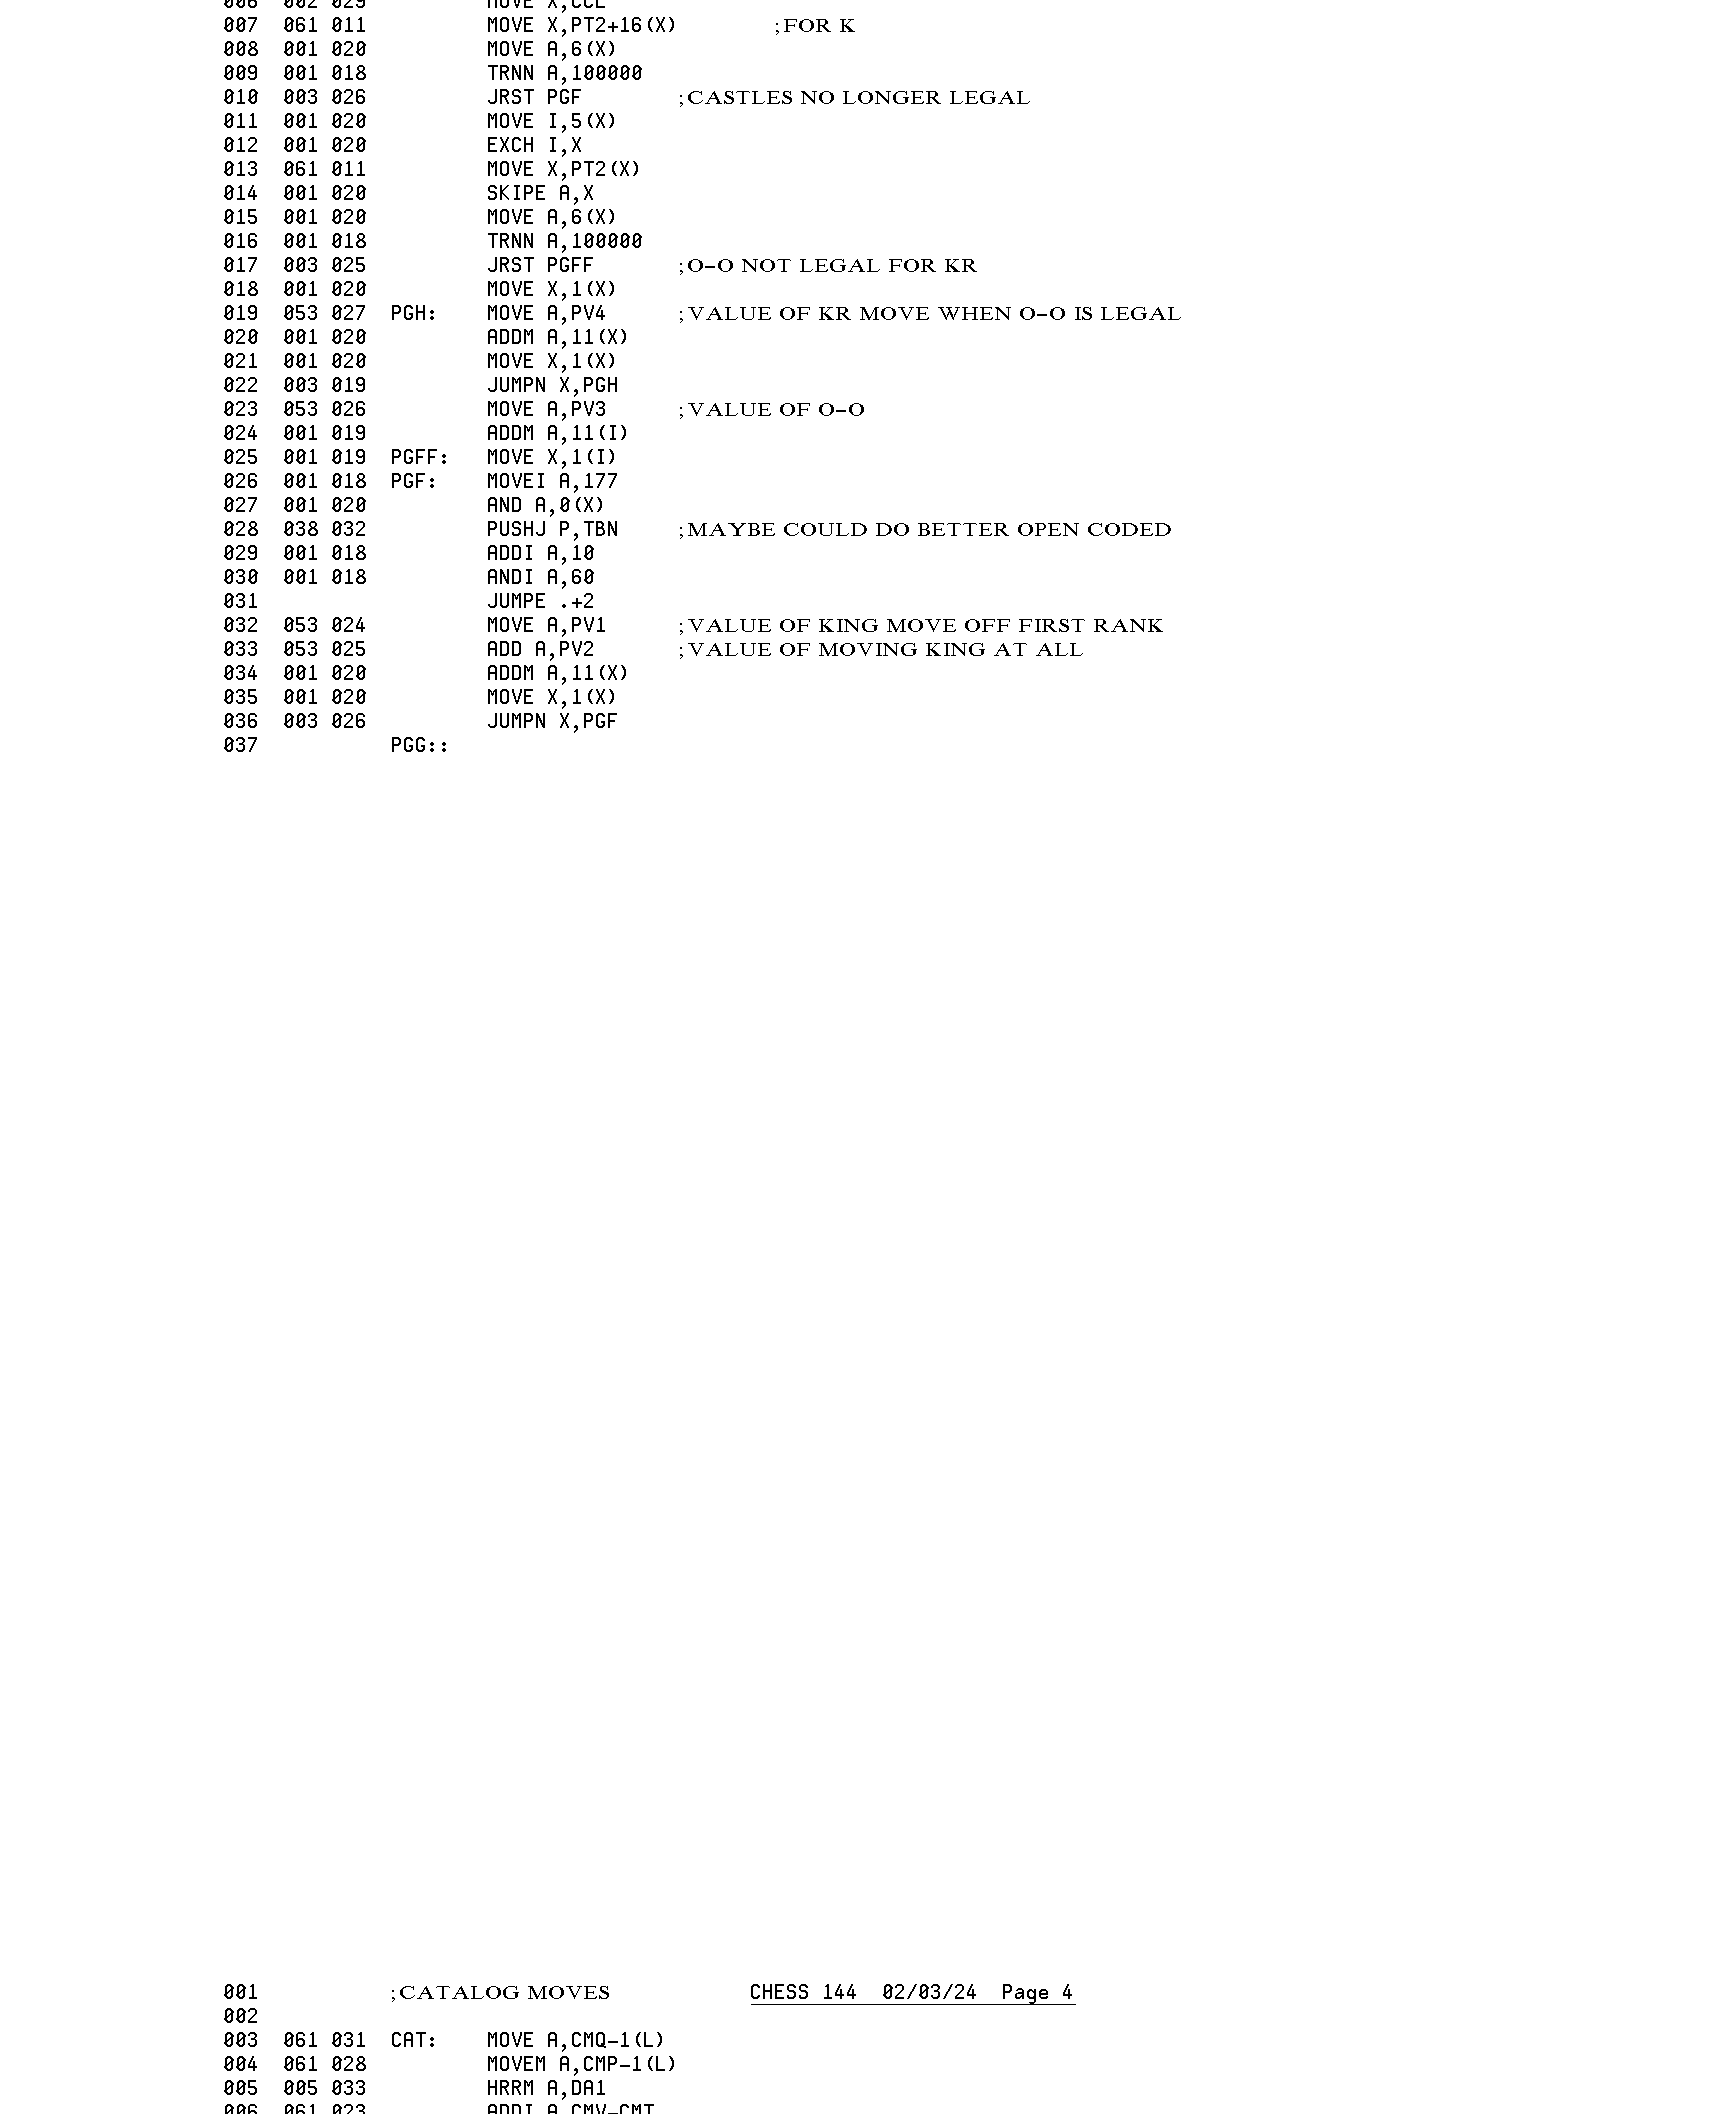 006 002 029 MOVE X,CCL
007 061 011 MOVE X,PT2+16(X) ;FOR K
008 001 020 MOVE A,6(X)
009 001 018 TRNN A,100000
010 003 026 JRST PGF ;CASTLES NO LONGER LEGAL
011 001 020 MOVE I,5(X)
012 001 020 EXCH I,X
013 061 011 MOVE X,PT2(X)
014 001 020 SKIPE A,X
015 001 020 MOVE A,6(X)
016 001 018 TRNN A,100000
017 003 025 JRST PGFF ;O-O NOT LEGAL FOR KR
018 001 020 MOVE X,1(X)
019 053 027 PGH: MOVE A,PV4 ;VALUE OF KR MOVE WHEN O-O IS LEGAL
020 001 020 ADDM A,11(X)
021 001 020 MOVE X,1(X)
022 003 019 JUMPN X,PGH
023 053 026 MOVE A,PV3 ;VALUE OF O-O
024 001 019 ADDM A,11(I)
025 001 019 PGFF: MOVE X,1(I)
026 001 018 PGF: MOVEI A,177
027 001 020 AND A,0(X)
028 038 032 PUSHJ P,TBN ;MAYBE COULD DO BETTER OPEN CODED
029 001 018 ADDI A,10
030 001 018 ANDI A,60
031 JUMPE .+2
032 053 024 MOVE A,PV1 ;VALUE OF KING MOVE OFF FIRST RANK
033 053 025 ADD A,PV2 ;VALUE OF MOVING KING AT ALL
034 001 020 ADDM A,11(X)
035 001 020 MOVE X,1(X)
036 003 026 JUMPN X,PGF
037 PGG::
001 ;CATALOG MOVES CHESS 144 02/03/24 Page 4
002
003 061 031 CAT: MOVE A,CMQ-1(L)
004 061 028 MOVEM A,CMP-1(L)
005 005 033 HRRM A,DA1
006 061 023 ADDI A,CMV-CMT